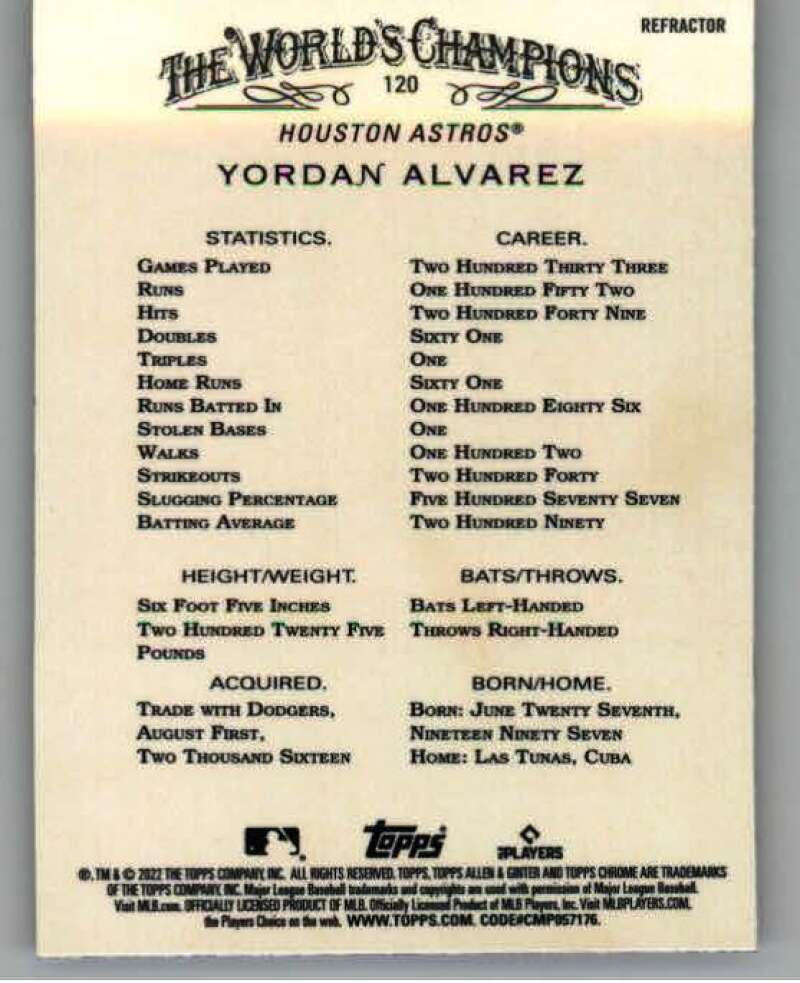 REFRACTOR
THE WORLD'S CHAMPIONS
120
HOUSTON ASTROS®
YORDAN ALVAREZ
STATISTICS. CAREER.
GAMES PLAYED TWO HUNDRED THIRTY THREE
RUNS ONE HUNDRED FIFTY TWO
HITS TWO HUNDRED FORTY NINE
DOUBLES SIXTY ONE
TRIPLES ONE
HOME RUNS SIXTY ONE
RUNS BATTED IN ONE HUNDRED EIGHTY SIX
STOLEN BASES ONE
WALKS ONE HUNDRED TWO
STRIKEOUTS TWO HUNDRED FORTY
SLUGGING PERCENTAGE FIVE HUNDRED SEVENTY SEVEN
BATTING AVERAGE TWO HUNDRED NINETY
HEIGHT/WEIGHT. BATS/THROWS.
SIX FOOT FIVE INCHES BATS LEFT-HANDED
TWO HUNDRED TWENTY FIVE THROWS RIGHT-HANDED
POUNDS
ACQUIRED. BORN/HOME.
TRADE WITH DODGERS, BORN: JUNE TWENTY SEVENTH,
AUGUST FIRST, NINETEEN NINETY SEVEN
TWO THOUSAND SIXTEEN HOME: LAS TUNAS, CUBA
Topps PLAYERS
®, TM & © 2022 THE TOPPS COMPANY, INC. ALL RIGHTS RESERVED. TOPPS, TOPPS ALLEN & GINTER AND TOPPS CHROME ARE TRADEMARKS
OF THE TOPPS COMPANY, INC. Major League Baseball trademarks and copyrights are used with permission of Major League Baseball.
Visit MLB.com. OFFICIALLY LICENSED PRODUCT OF MLB. Officially Licensed Product of MLB Players, Inc. Visit MLBPLAYERS.COM,
the Players Choice on the web. WWW.TOPPS.COM. CODE#CMP057176.